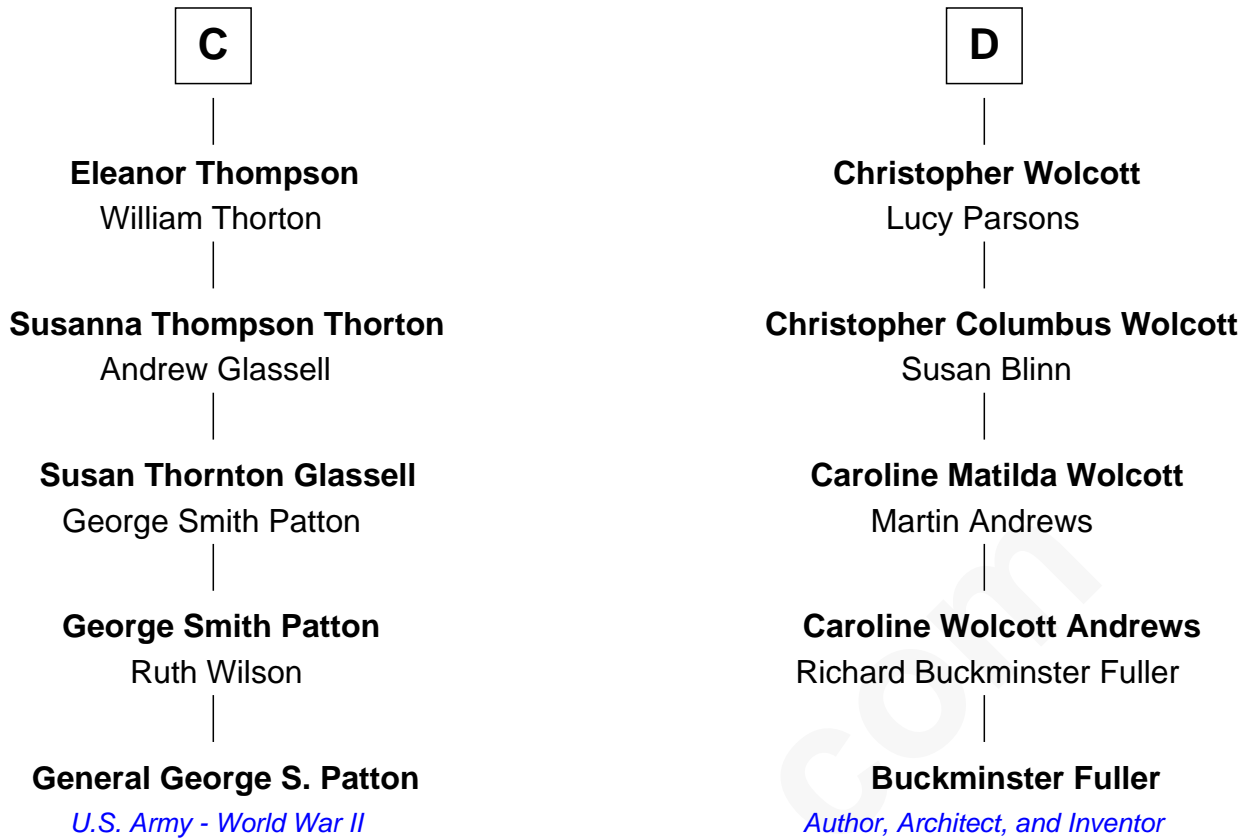 C
Eleanor Thompson
William Thorton
Susanna Thompson Thorton
Andrew Glassell
Susan Thornton Glassell
George Smith Patton
George Smith Patton
Ruth Wilson
General George S. Patton
U.S. Army - World War II
D
Christopher Wolcott
Lucy Parsons
Christopher Columbus Wolcott
Susan Blinn
Caroline Matilda Wolcott
Martin Andrews
Caroline Wolcott Andrews
Richard Buckminster Fuller
Buckminster Fuller
Author, Architect, and Inventor
com